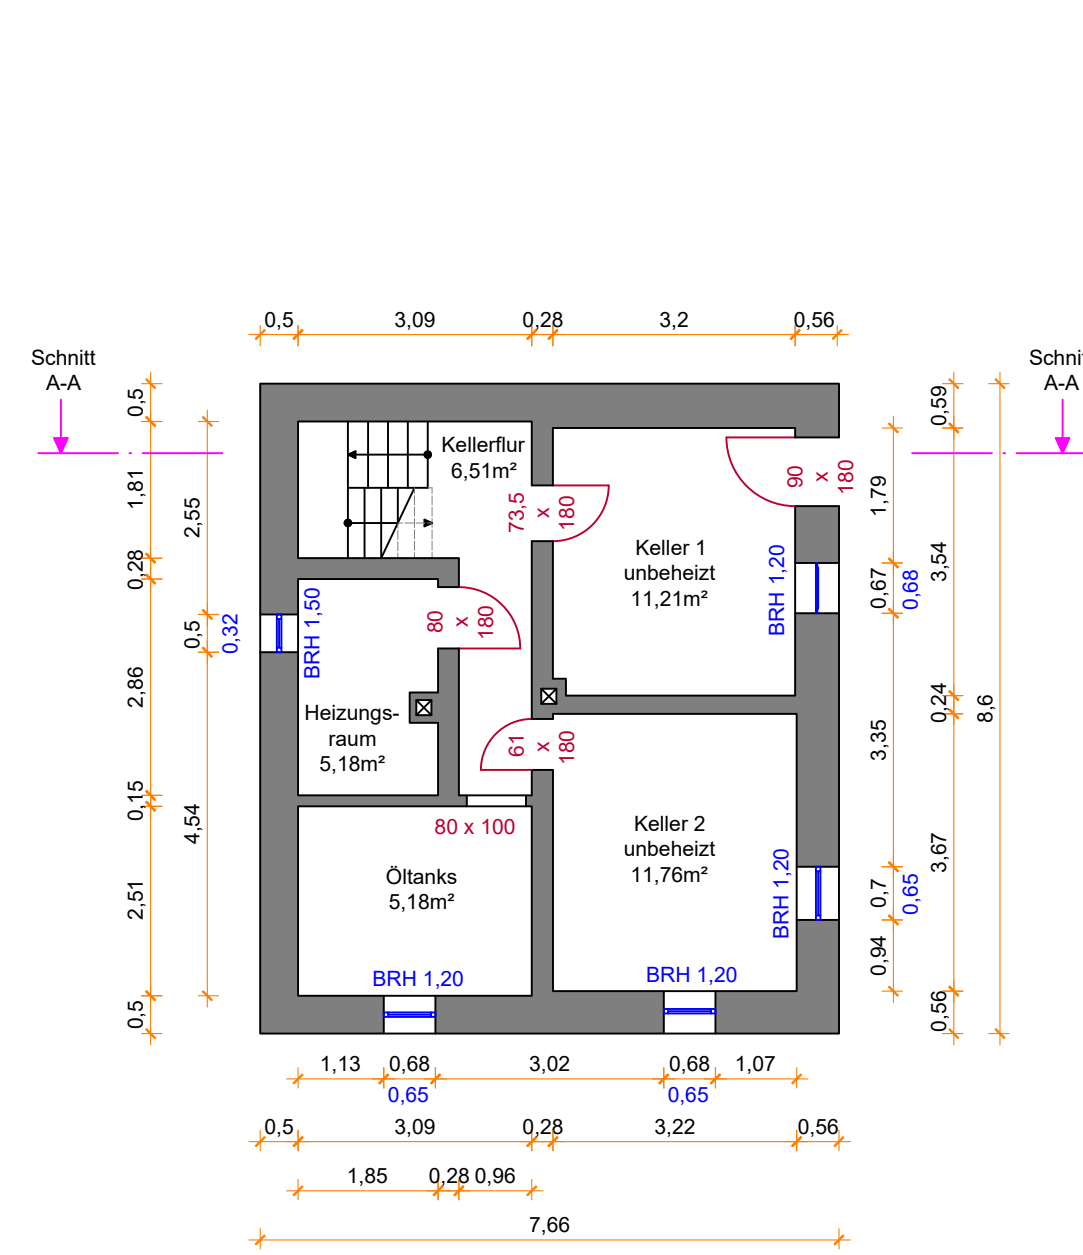 0,5
3,09
0,28
3,2
0,56
Schnitt
A-A
Schni
A-A
0,5
1,81
0,28
2,86
0,15
2,51
0,5
2,55
0,5
0,32
4,54
Kellerflur
6,51m²
73,5
x
180
90
x
180
Keller 1
unbeheizt
11,21m²
BRH 1,20
BRH 1,50
80
x
180
Heizungs-
raum
5,18m²
61
x
180
80 x 100
Keller 2
unbeheizt
11,76m²
BRH 1,20
Öltanks
5,18m²
BRH 1,20
BRH 1,20
1,79
0,67
0,68
3,35
0,7
0,65
0,94
0,59
3,54
0,24
3,67
0,56
8,6
1,13
0,68
3,02
0,68
1,07
0,65
0,65
0,5
3,09
0,28
3,22
0,56
1,85
0,28
0,96
7,66